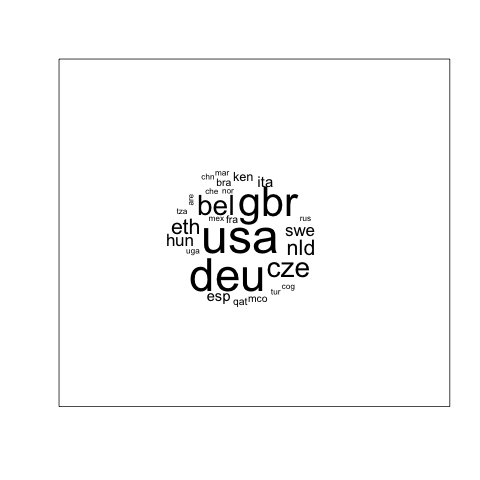 chn mar ken ita
bra
che nor
are bel gbr
tza mex fra rus
eth usa swe
hun nld
uga
deu cze
cog
esp qat mco tur